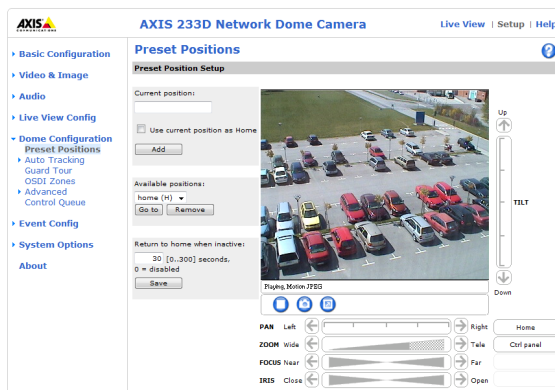 AXIS
COMMUNICATIONS
AXIS 233D Network Dome Camera
Live View | Setup | Help
Basic Configuration
Video & Image
Audio
Live View Config
Dome Configuration
Preset Positions
Auto Tracking
Guard Tour
OSDI Zones
Advanced
Control Queue
Event Config
System Options
About
Preset Positions
?
Preset Position Setup
Current position:
Use current position as Home
Add
Available positions:
home (H)
Go to Remove
Return to home when inactive:
30 [0..300] seconds,
0 = disabled
Save
Playing, Motion JPEG
Up
TILT
Down
PAN Left Right Home
ZOOM Wide Tele Ctrl panel
FOCUS Near Far
IRIS Close Open